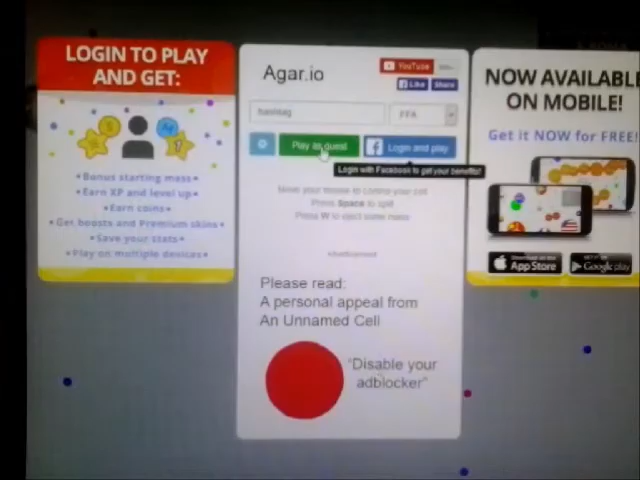 LOGIN TO PLAY
AND GET:
• Bonus starting mass •
• Earn XP and level up •
• Earn coins •
• Get boosts and Premium skins •
• Save your stats •
• Play on multiple devices •
Agar.io
YouTube
Like Share
hashtag
FFA
Play as guest
Login and play
Login with Facebook to get your benefits!
Move your mouse to control your cell
Press Space to split
Press W to eject some mass
Advertisement
Please read:
A personal appeal from
An Unnamed Cell
"Disable your
adblocker"
NOW AVAILABLE
ON MOBILE!
Get it NOW for FREE!
App Store
Google play